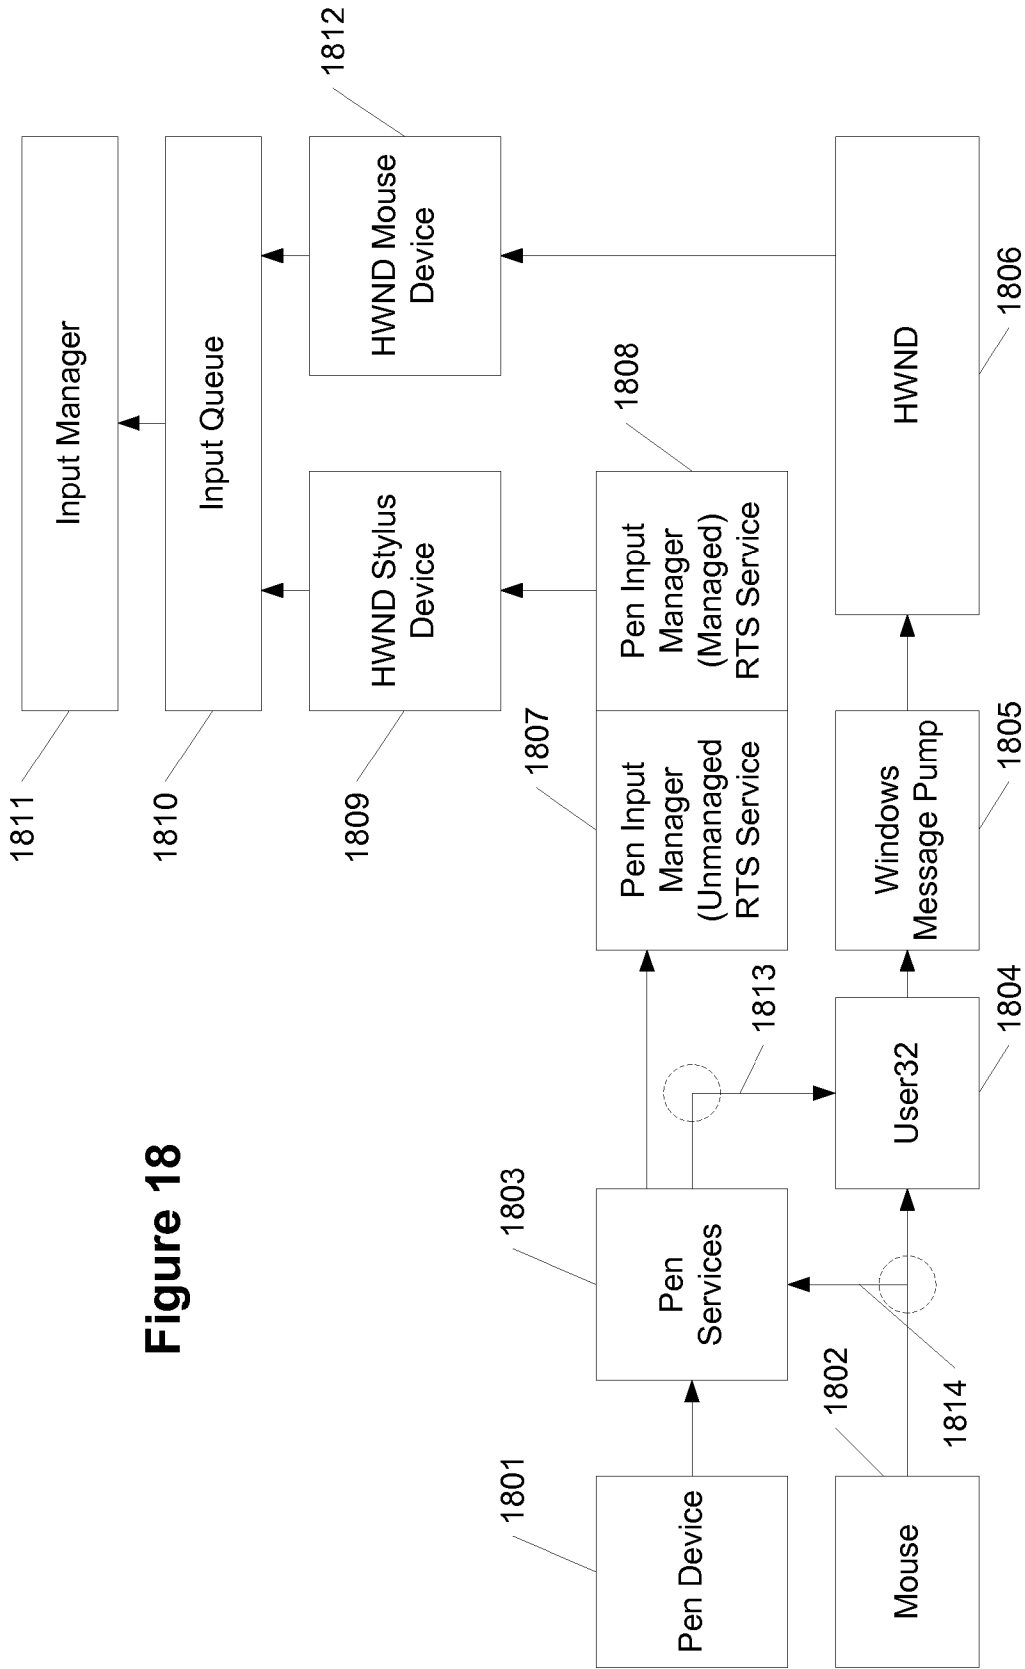 Figure 18
1811
Input Manager
1810
Input Queue
1809
HWND Stylus
Device
HWND Mouse
Device
1812
1801
Pen Device
1803
Pen
Services
1807
Pen Input
Manager
(Unmanaged
RTS Service
Pen Input
Manager
(Managed)
RTS Service
1808
1813
Mouse
1802
1814
User32
1804
Windows
Message Pump
1805
HWND
1806